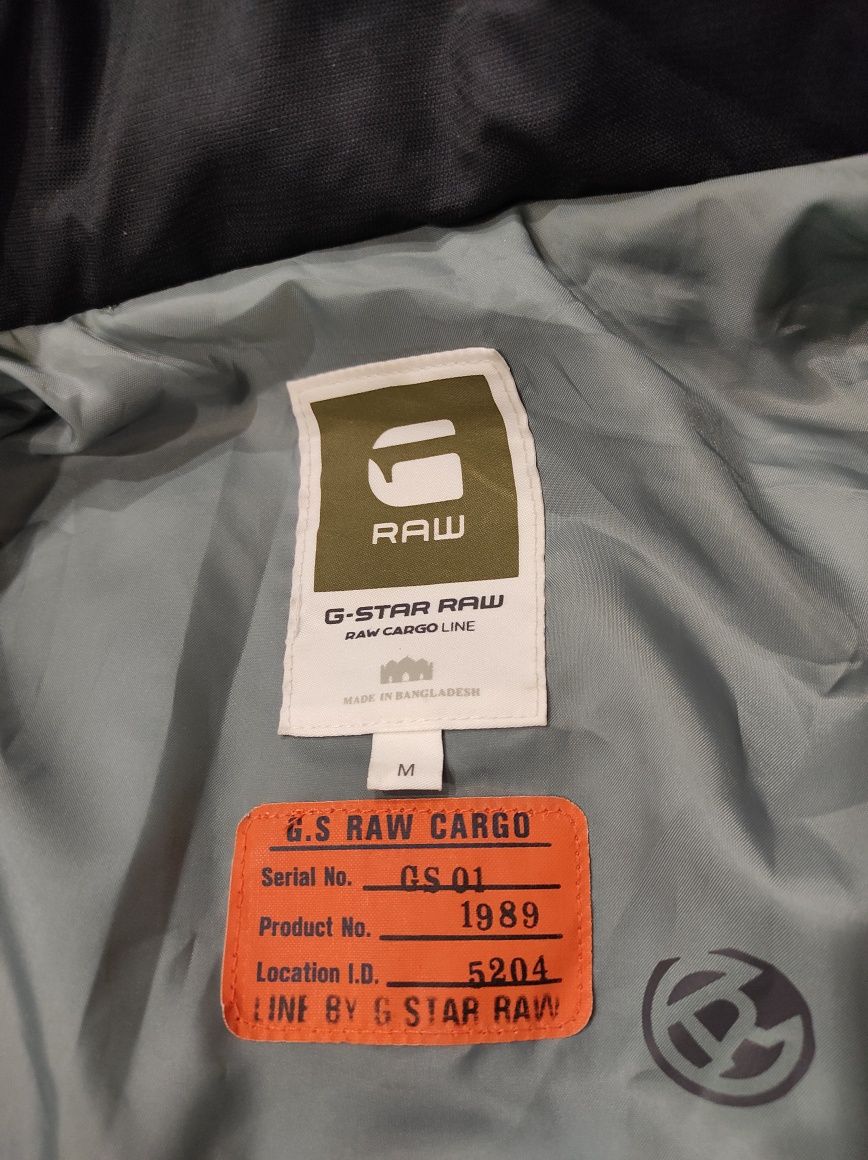 RAW
G-STAR RAW
RAW CARGO LINE
MADE IN BANGLADESH
M
G.S RAW CARGO
Serial No. GS 01
Product No. 1989
Location I.D. 5204
LINE BY G STAR RAW